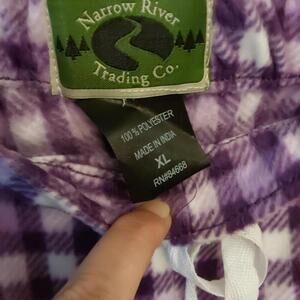 Narrow River
Trading Co.
100% POLYESTER
MADE IN INDIA
XL
RN#84668